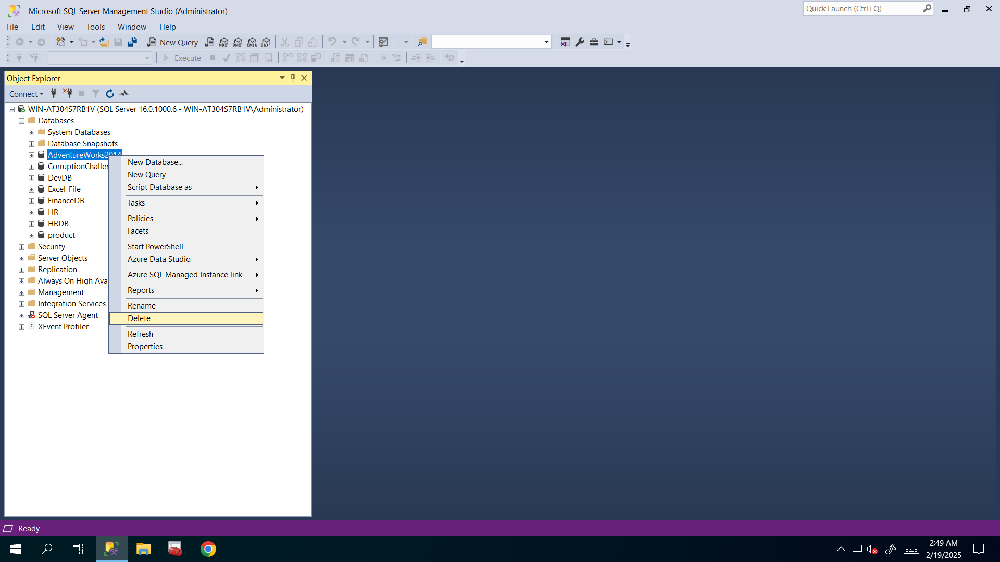 Microsoft SQL Server Management Studio (Administrator)
Quick Launch (Ctrl+Q)
File Edit View Tools Window Help
New Query MDX DMX XMLA DAX
Execute
Object Explorer
Connect
WIN-AT304S7RB1V (SQL Server 16.0.1000.6 - WIN-AT304S7RB1V\Administrator)
Databases
System Databases
Database Snapshots
AdventureWorks2014
CorruptionChaller
DevDB
Excel_File
FinanceDB
HR
HRDB
product
Security
Server Objects
Replication
Always On High Ava
Management
Integration Services
SQL Server Agent
XEvent Profiler
New Database...
New Query
Script Database as
Tasks
Policies
Facets
Start PowerShell
Azure Data Studio
Azure SQL Managed Instance link
Reports
Rename
Delete
Refresh
Properties
Ready
2:49 AM
2/19/2025